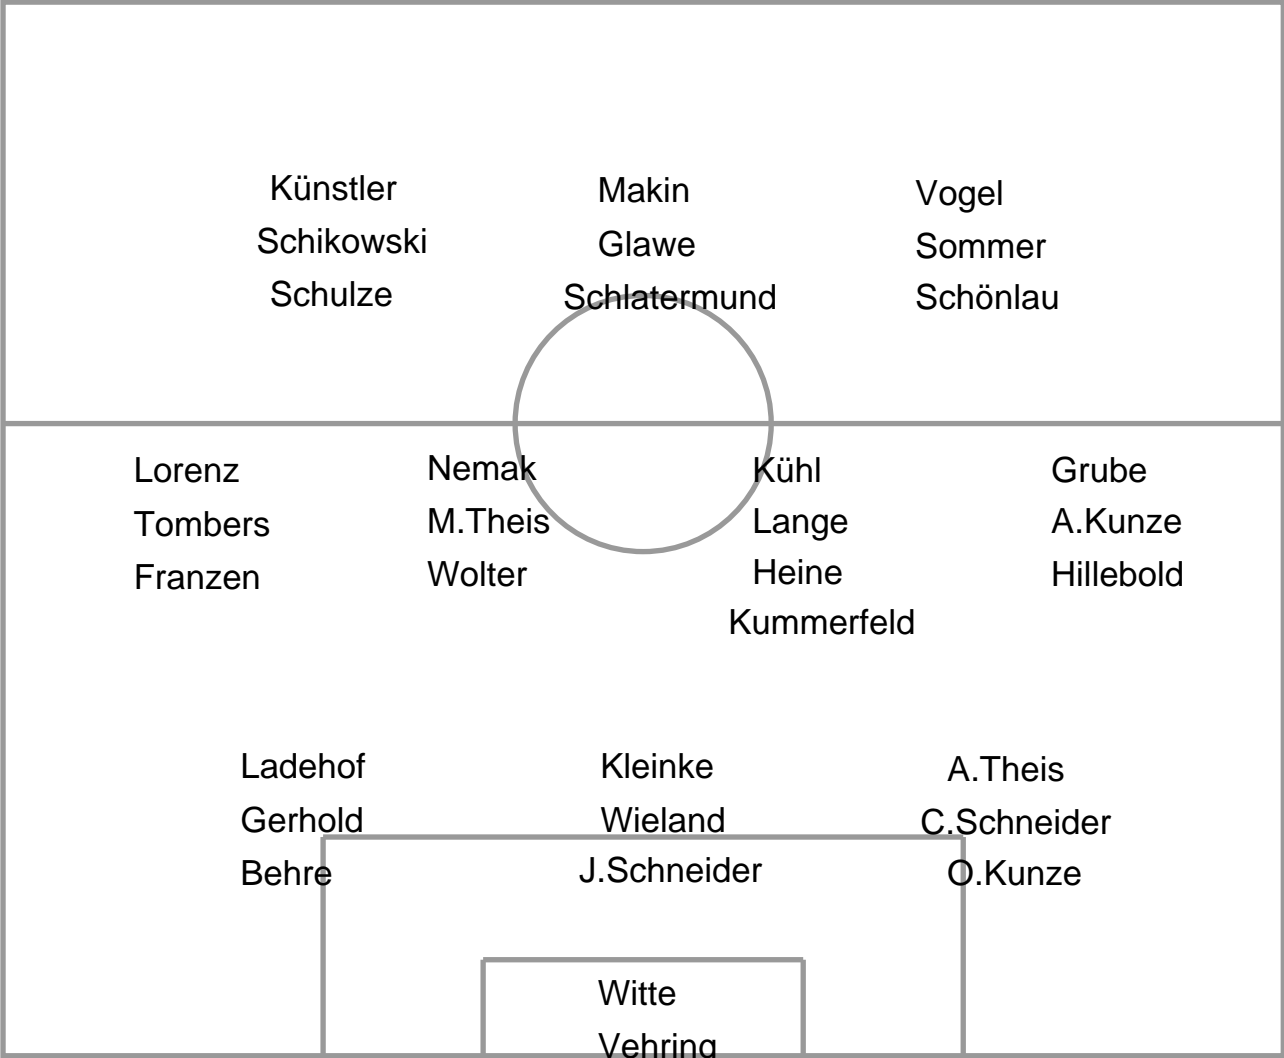 Künstler Makin Vogel
Schikowski Glawe Sommer
Schulze Schlatermund Schönlau
Lorenz Nemak Kühl Grube
Tombers M.Theis Lange A.Kunze
Franzen Wolter Heine Hillebold
Kummerfeld
Ladehof Kleinke A.Theis
Gerhold Wieland C.Schneider
Behre J.Schneider O.Kunze
Witte
Vehring